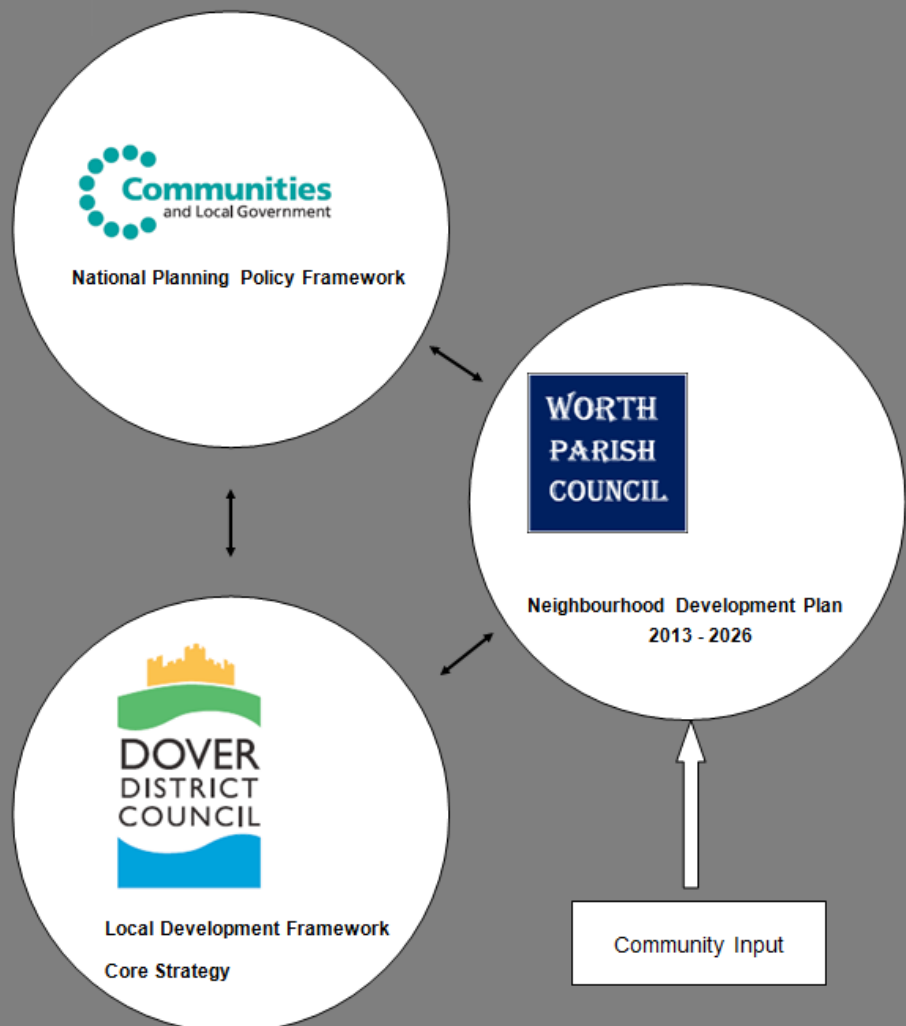 Communities
and Local Government
National Planning Policy Framework
WORTH
PARISH
COUNCIL
Neighbourhood Development Plan
2013 - 2026
DOVER
DISTRICT
COUNCIL
Local Development Framework
Core Strategy
Community Input